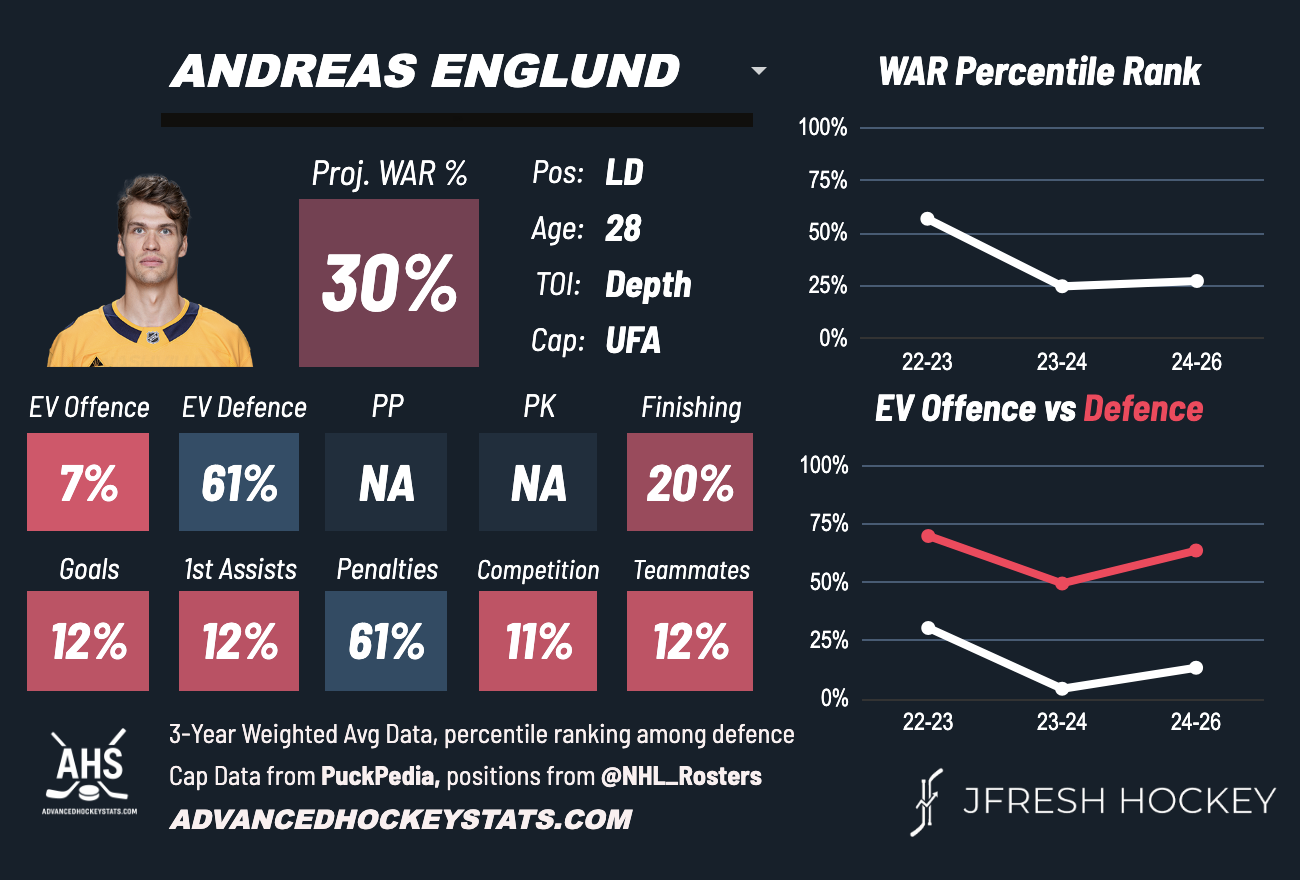 ANDREAS ENGLUND
Proj. WAR %
30%
Pos: LD
Age: 28
TOI: Depth
Cap: UFA
EV Offence EV Defence PP PK Finishing
7% 61% NA NA 20%
Goals 1st Assists Penalties Competition Teammates
12% 12% 61% 11% 12%
WAR Percentile Rank
100%
75%
50%
25%
0%
22-23 23-24 24-26
EV Offence vs Defence
100%
75%
50%
25%
0%
22-23 23-24 24-26
AHS
ADVANCEDHOCKEYSTATS.COM
3-Year Weighted Avg Data, percentile ranking among defence
Cap Data from PuckPedia, positions from @NHL_Rosters
ADVANCEDHOCKEYSTATS.COM
JFRESH HOCKEY